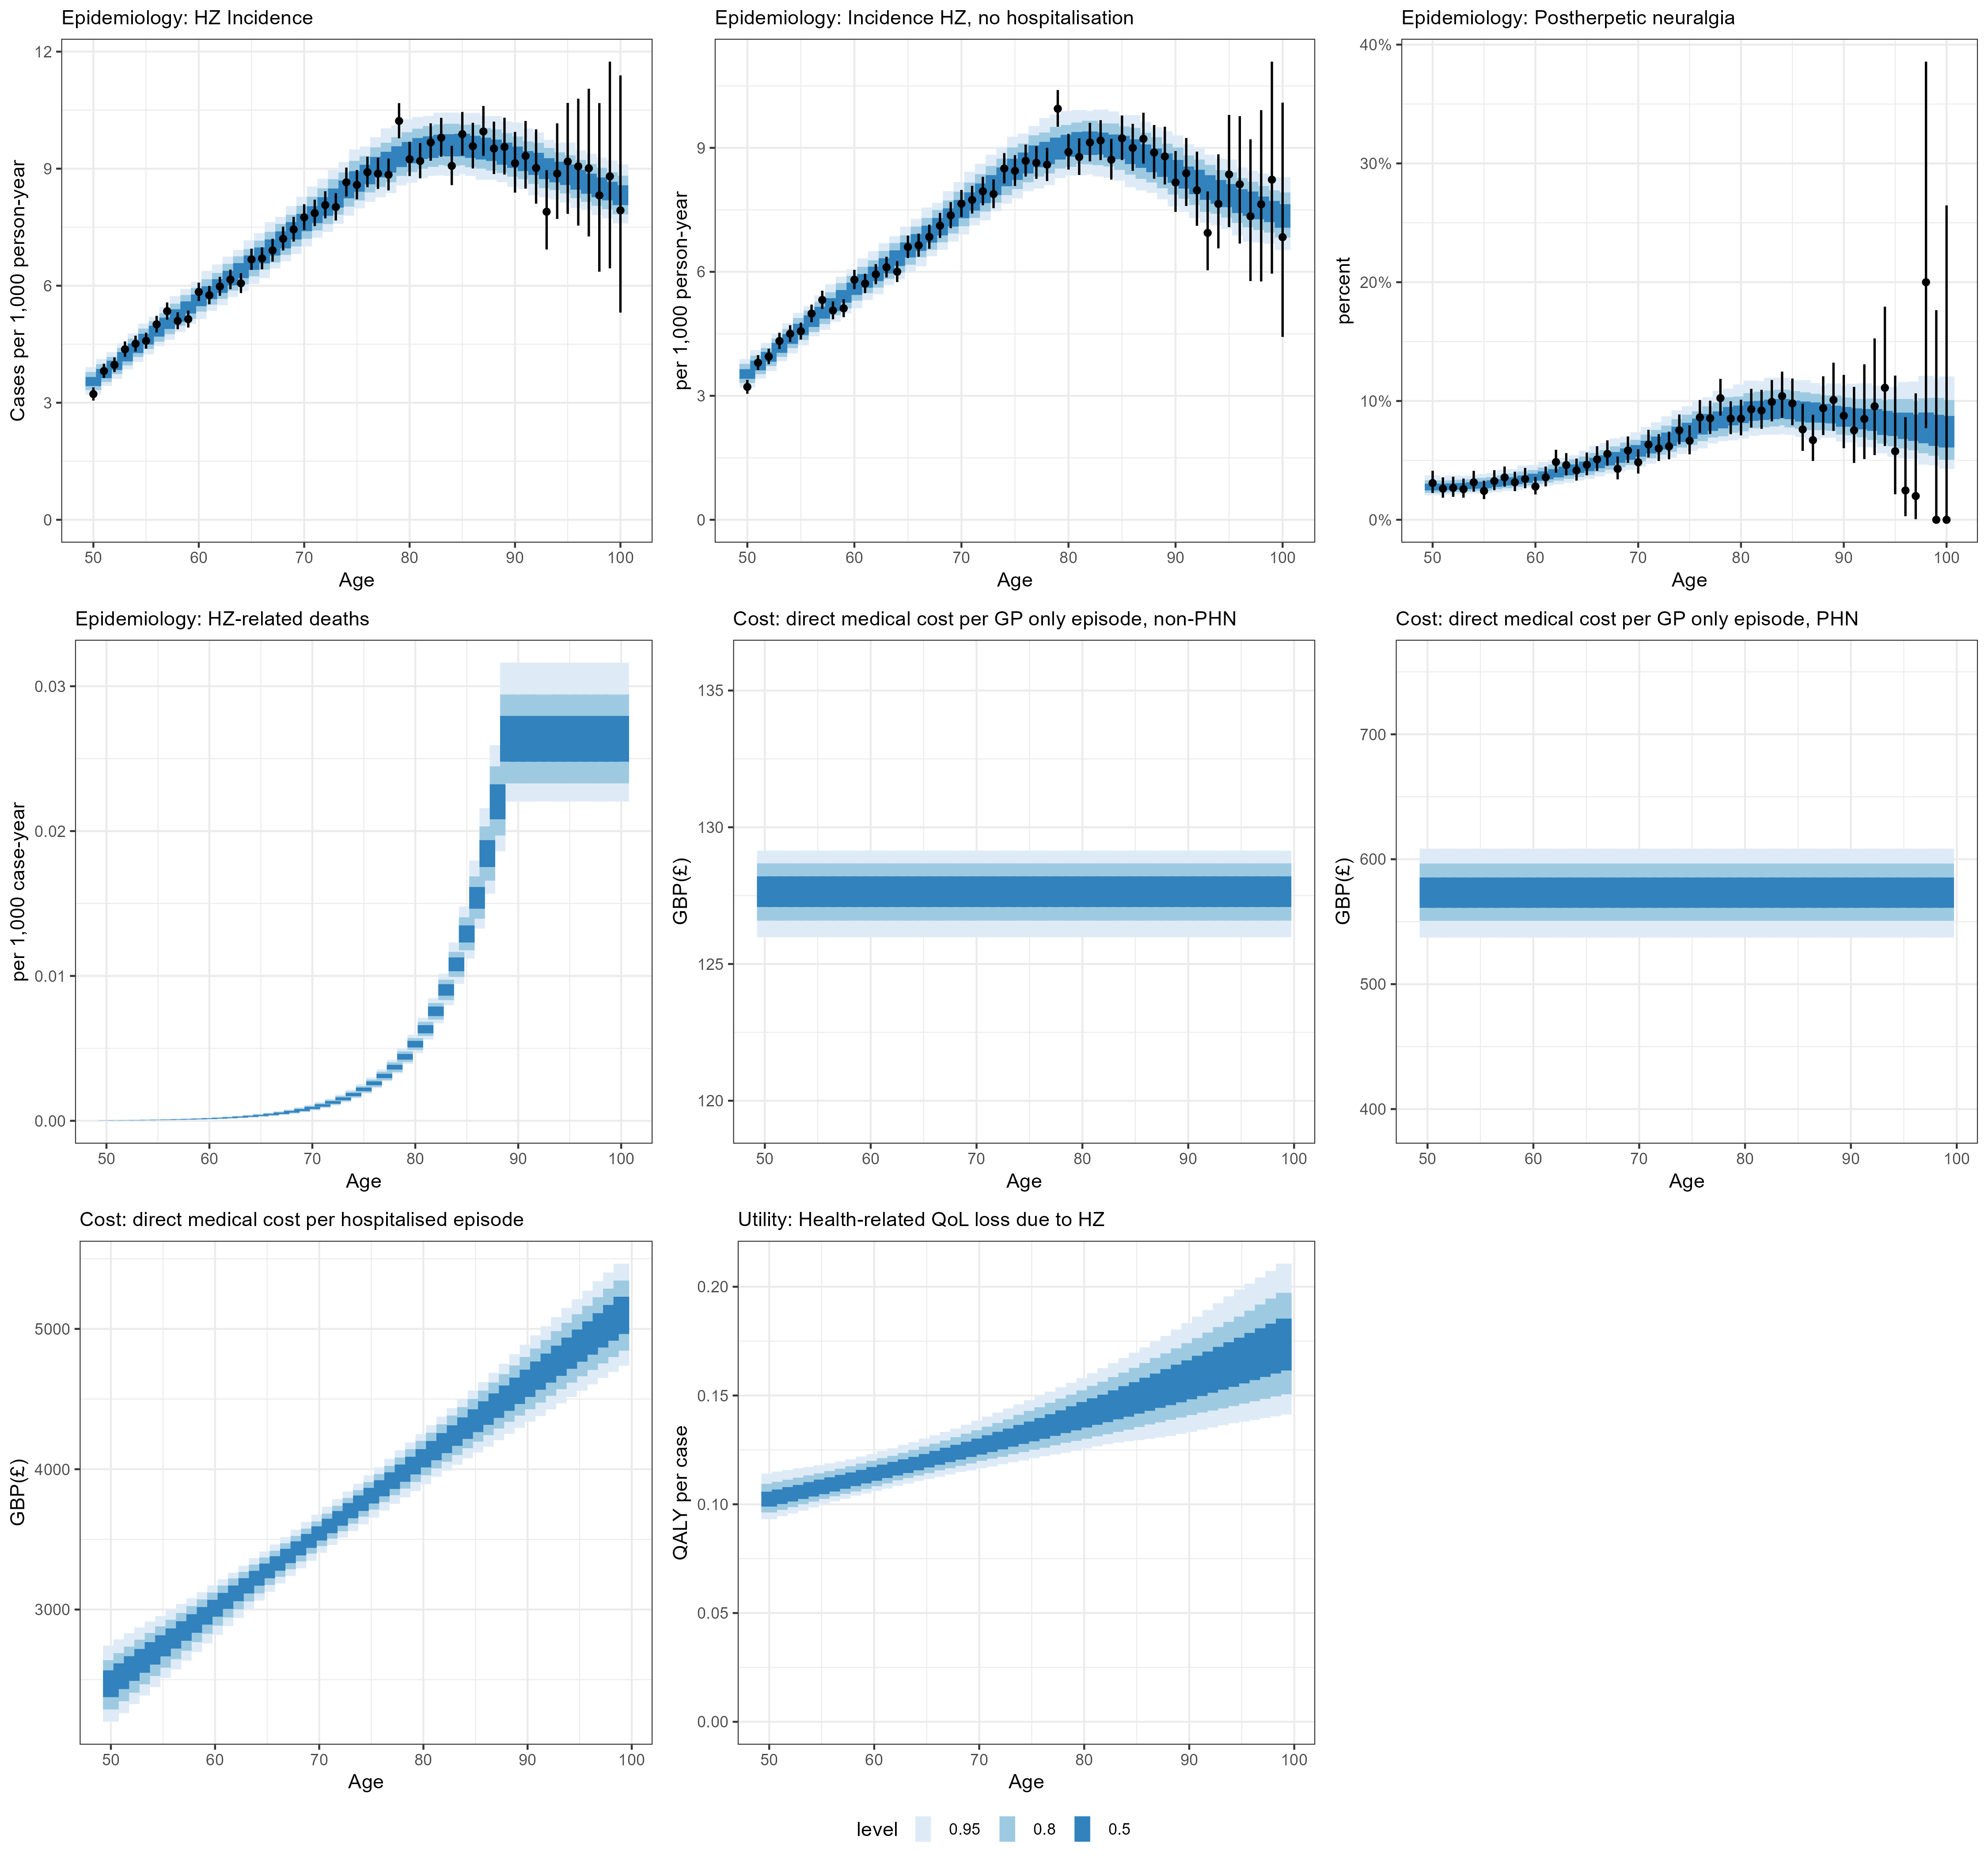 Epidemiology: HZ Incidence
Cases per 1,000 person-year
12
9
6
3
0
50 60 70 80 90 100
Age
Epidemiology: Incidence HZ, no hospitalisation
per 1,000 person-year
9
6
3
0
50 60 70 80 90 100
Age
Epidemiology: Postherpetic neuralgia
percent
40%
30%
20%
10%
0%
50 60 70 80 90 100
Age
Epidemiology: HZ-related deaths
per 1,000 case-year
0.03
0.02
0.01
0.00
50 60 70 80 90 100
Age
Cost: direct medical cost per GP only episode, non-PHN
GBP(£)
135
130
125
120
50 60 70 80 90 100
Age
Cost: direct medical cost per GP only episode, PHN
GBP(£)
700
600
500
400
50 60 70 80 90 100
Age
Cost: direct medical cost per hospitalised episode
GBP(£)
5000
4000
3000
50 60 70 80 90 100
Age
Utility: Health-related QoL loss due to HZ
QALY per case
0.20
0.15
0.10
0.05
0.00
50 60 70 80 90 100
Age
level 0.95 0.8 0.5